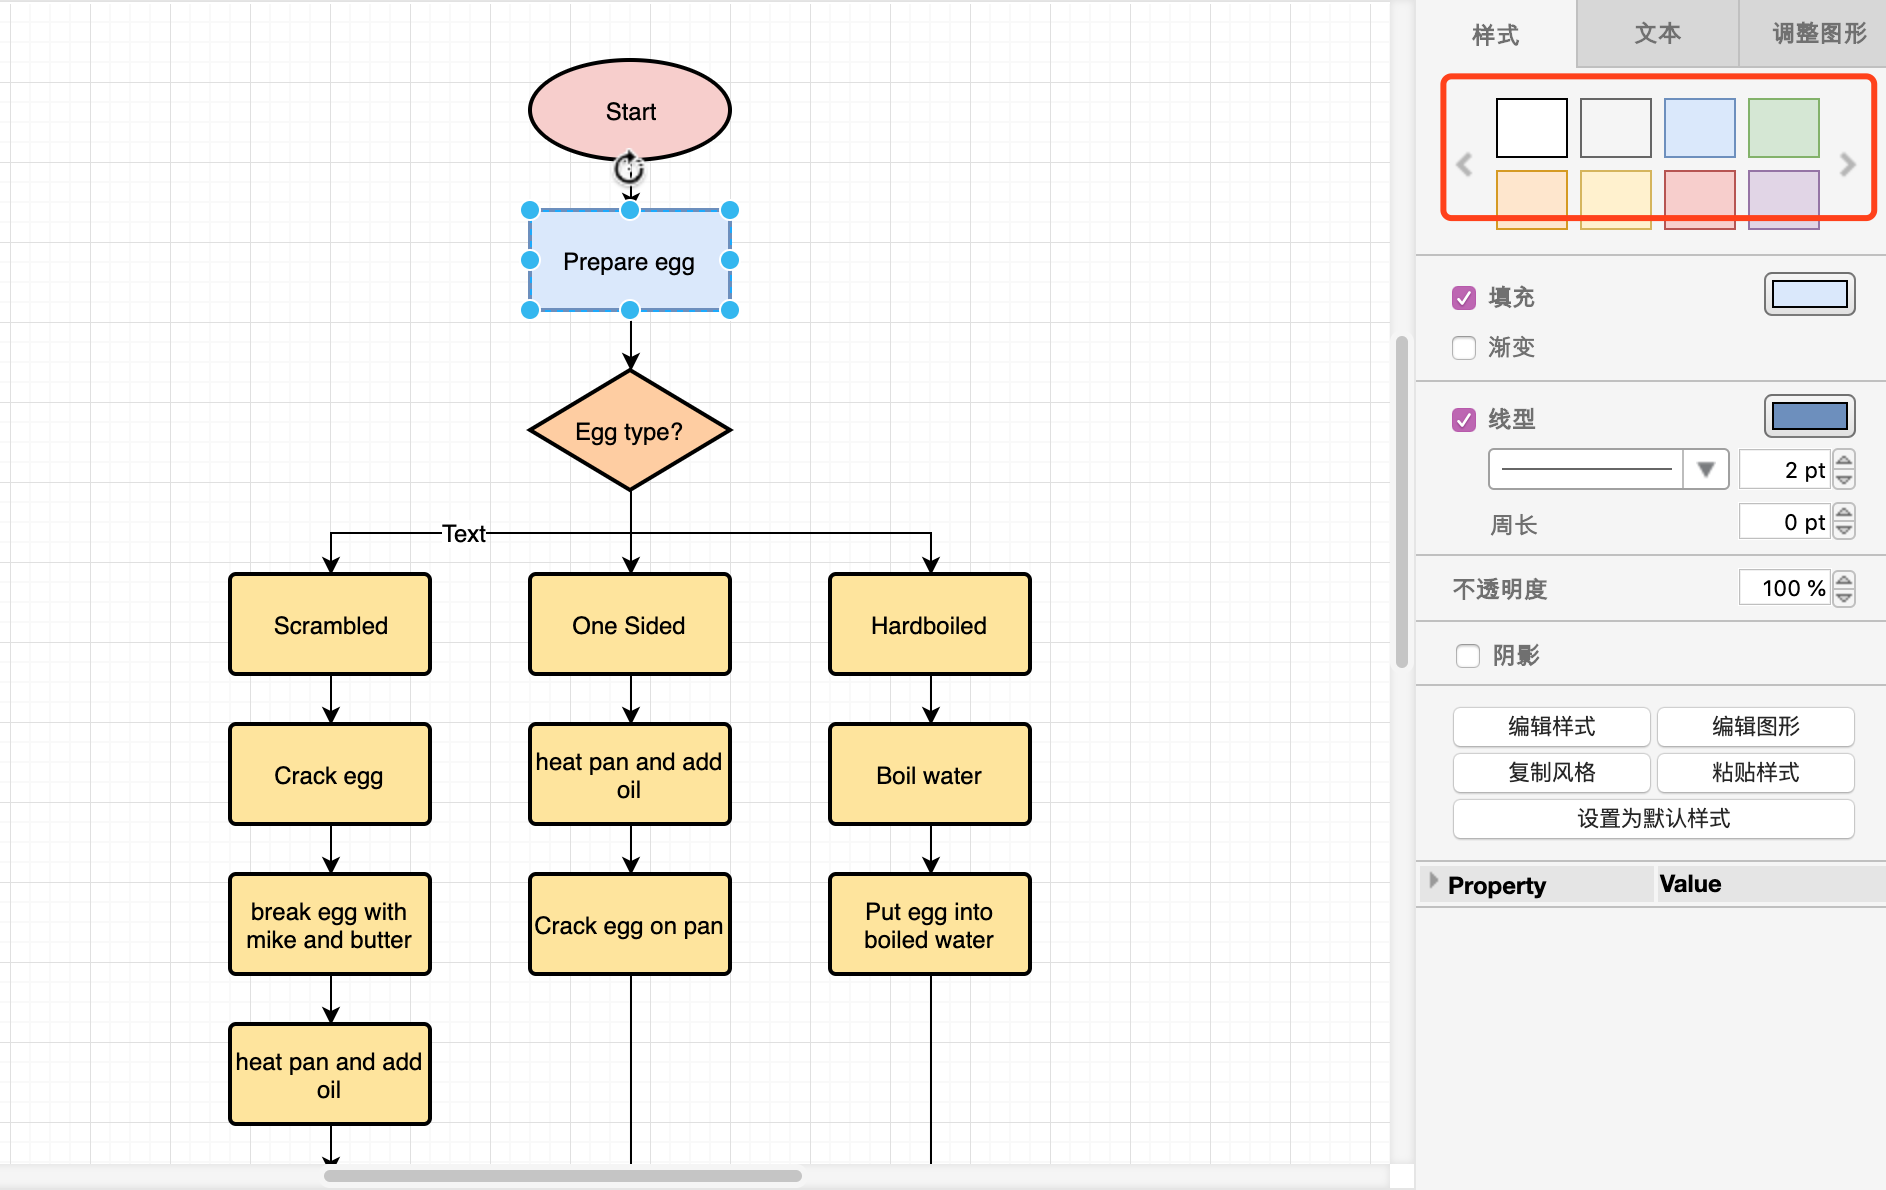 Start
Prepare egg
Egg type?
Text
Scrambled
One Sided
Hardboiled
Crack egg
heat pan and add
oil
Boil water
break egg with
mike and butter
Crack egg on pan
Put egg into
boiled water
heat pan and add
oil
样式
文本
调整图形
填充
渐变
线型
2 pt
周长
0 pt
不透明度
100 %
阴影
编辑样式
编辑图形
复制风格
粘贴样式
设置为默认样式
Property
Value